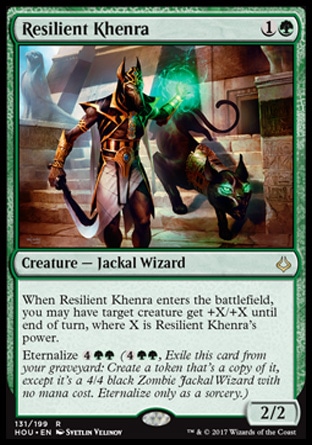 Resilient Khenra 1
Creature — Jackal Wizard
When Resilient Khenra enters the battlefield,
you may have target creature get +X/+X until
end of turn, where X is Resilient Khenra's
power.
Eternalize 4 (4, Exile this card from
your graveyard: Create a token that's a copy of it,
except it's a 4/4 black Zombie Jackal Wizard with
no mana cost. Eternalize only as a sorcery.)
2/2
131/199 R
HOU • EN Svetlin Velinov
™ & © 2017 Wizards of the Coast